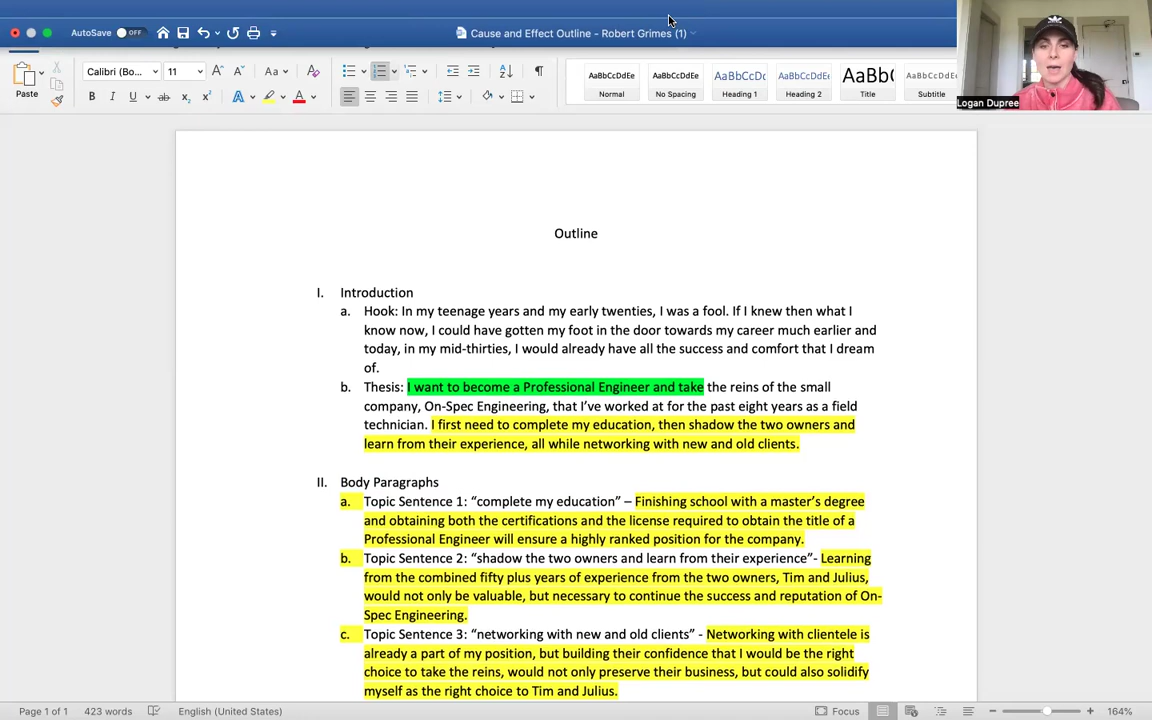 AutoSave OFF
Cause and Effect Outline - Robert Grimes (1)
Paste
Calibri (Bo...
11
Aa
B I U ab x₂ x²
AaBbCcDdEe
Normal
AaBbCcDdEe
No Spacing
AaBbCcDc
Heading 1
AaBbCcDdEe
Heading 2
AaBbC
Title
AaBbCcDdEe
Subtitle
Logan Dupree
Outline
I. Introduction
a. Hook: In my teenage years and my early twenties, I was a fool. If I knew then what I
know now, I could have gotten my foot in the door towards my career much earlier and
today, in my mid-thirties, I would already have all the success and comfort that I dream
of.
b. Thesis: I want to become a Professional Engineer and take the reins of the small
company, On-Spec Engineering, that I've worked at for the past eight years as a field
technician. I first need to complete my education, then shadow the two owners and
learn from their experience, all while networking with new and old clients.
II. Body Paragraphs
a. Topic Sentence 1: “complete my education” – Finishing school with a master's degree
and obtaining both the certifications and the license required to obtain the title of a
Professional Engineer will ensure a highly ranked position for the company.
b. Topic Sentence 2: “shadow the two owners and learn from their experience”- Learning
from the combined fifty plus years of experience from the two owners, Tim and Julius,
would not only be valuable, but necessary to continue the success and reputation of On-
Spec Engineering.
c. Topic Sentence 3: “networking with new and old clients” - Networking with clientele is
already a part of my position, but building their confidence that I would be the right
choice to take the reins, would not only preserve their business, but could also solidify
myself as the right choice to Tim and Julius.
Page 1 of 1
423 words
English (United States)
Focus
164%